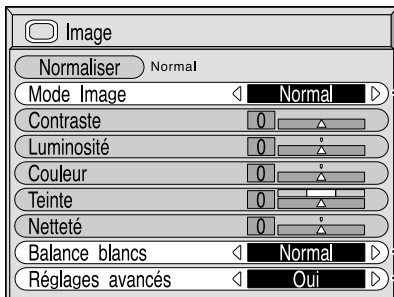 Image
Normaliser Normal
Mode Image Normal
Contraste 0
Luminosité 0
Couleur 0
Teinte 0
Netteté 0
Balance blancs Normal
Réglages avancés Oui